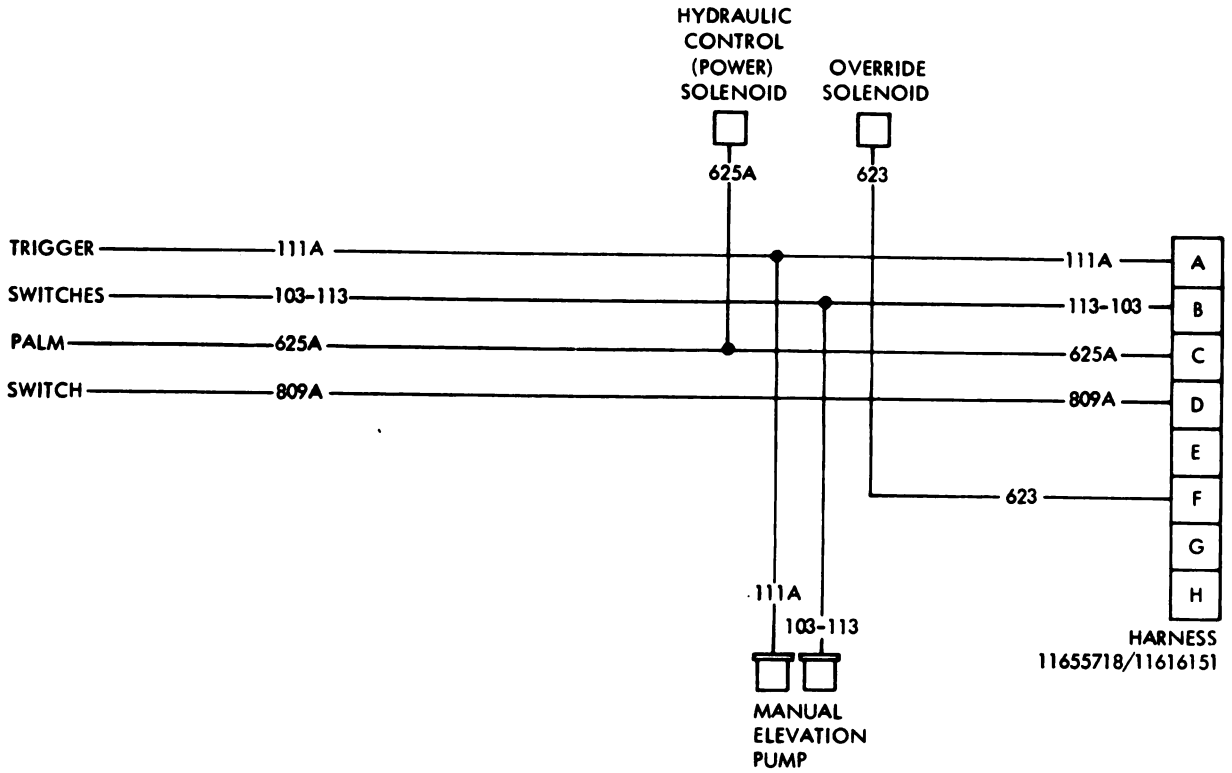 HYDRAULIC
CONTROL
(POWER)
SOLENOID
OVERRIDE
SOLENOID
625A
623
TRIGGER
111A
111A
A
SWITCHES
103-113
113-103
B
PALM
625A
625A
C
SWITCH
809A
809A
D
E
623
F
G
111A
H
103-113
HARNESS
11655718/11616151
MANUAL
ELEVATION
PUMP